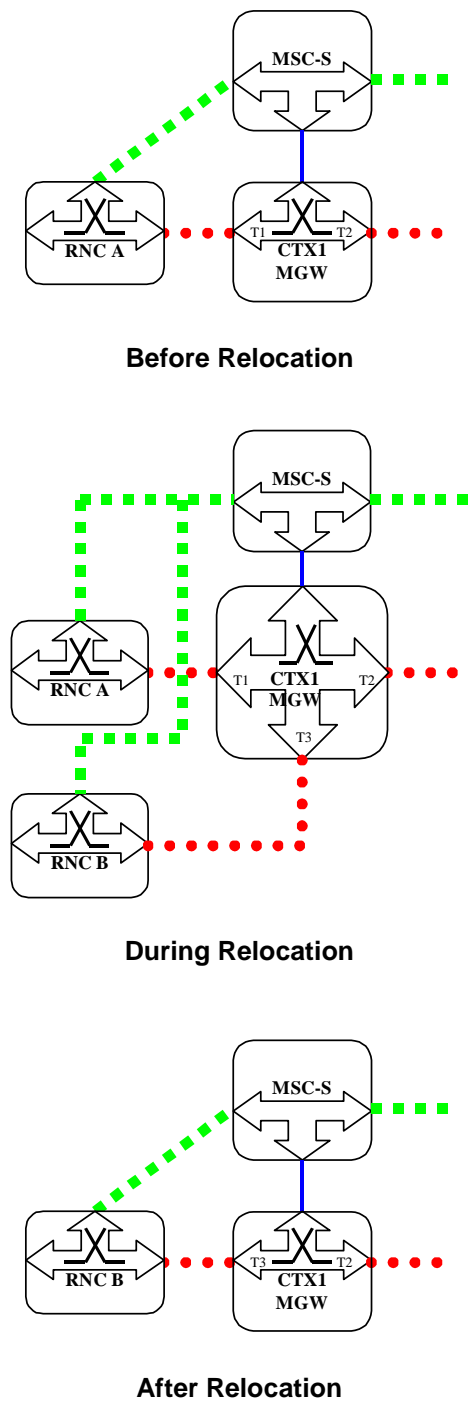 MSC-S
RNC A
T1
T2
CTX1
MGW
Before Relocation
MSC-S
RNC A
T1
CTX1
MGW
T2
T3
RNC B
During Relocation
MSC-S
RNC B
T3
T2
CTX1
MGW
After Relocation